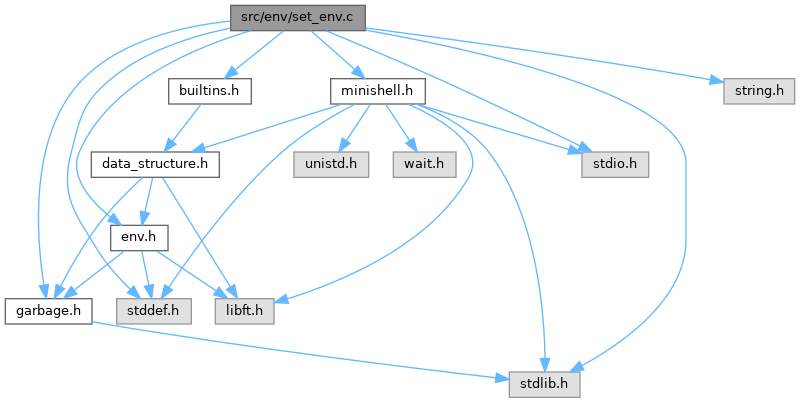 src/env/set_env.c
builtins.h
minishell.h
string.h
data_structure.h
unistd.h
wait.h
stdio.h
env.h
garbage.h
stddef.h
libft.h
stdlib.h